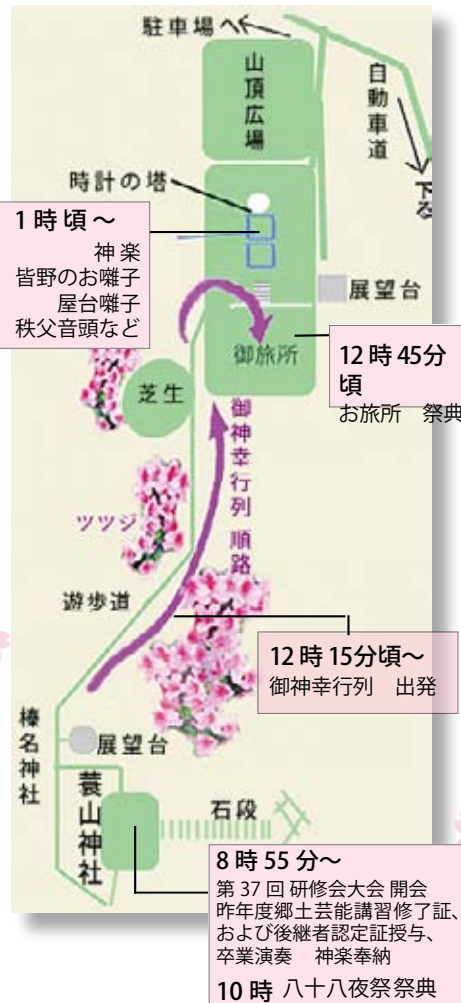 駐車場へ
山頂広場
自動車道
下る
時計の塔
1時頃～
神楽
皆野のお囃子
屋台囃子
秩父音頭など
展望台
御旅所
12時45分
頃
お旅所 祭典
芝生
御神幸行列 順路
ツツジ
遊歩道
12時15分頃～
御神幸行列 出発
榛名神社
展望台
蓑山神社
石段
8時55分～
第37回 研修会大会 開会
昨年度郷土芸能講習修了証、
および後継者認定証授与、
卒業演奏 神楽奉納
10時 八十八夜祭祭典